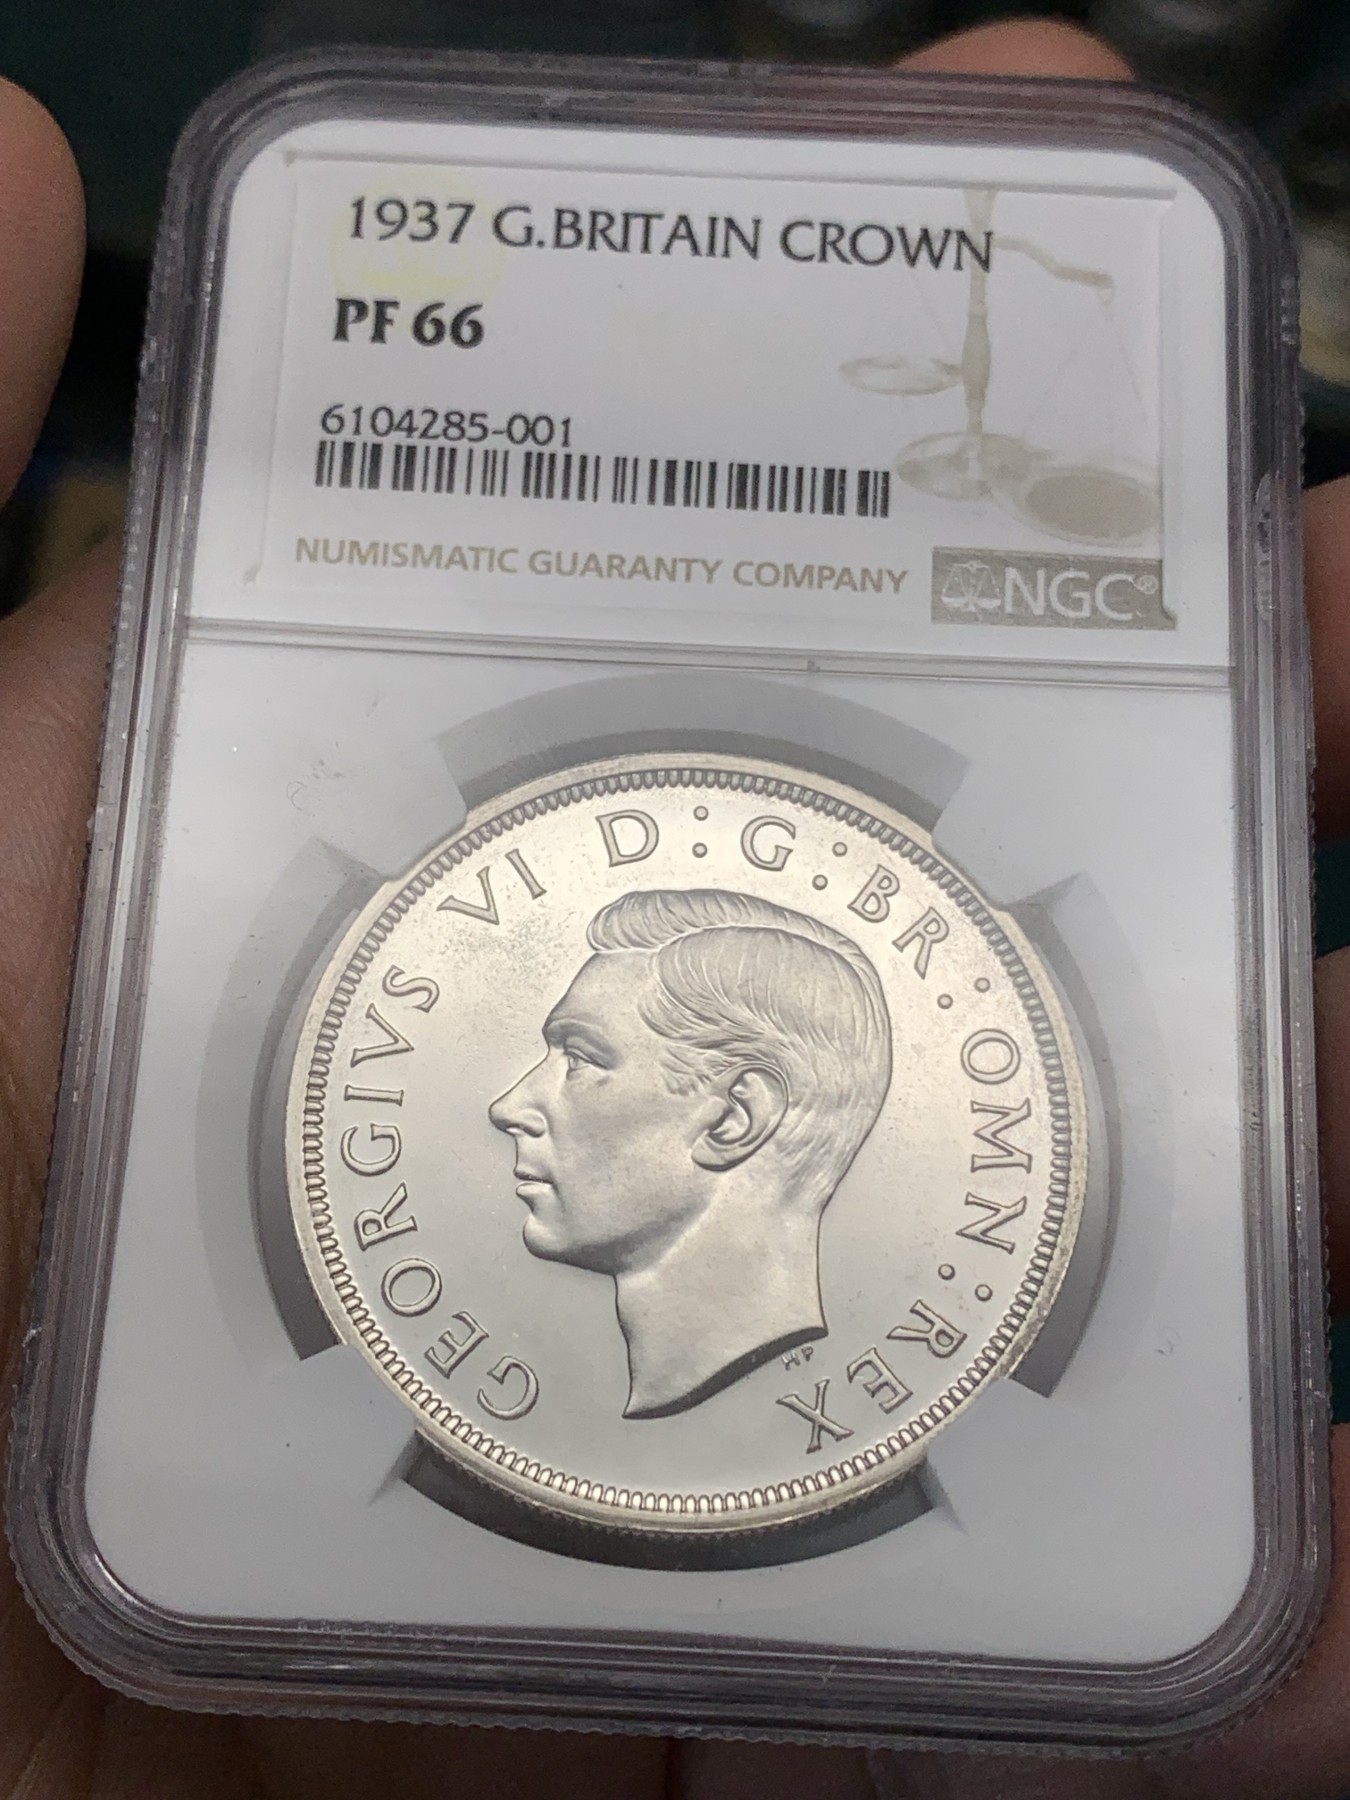 1937 G.BRITAIN CROWN
PF 66
6104285-001
NUMISMATIC GUARANTY COMPANY
NGC®
GEORGIVS VI D:G:BR:OMN:REX
HP